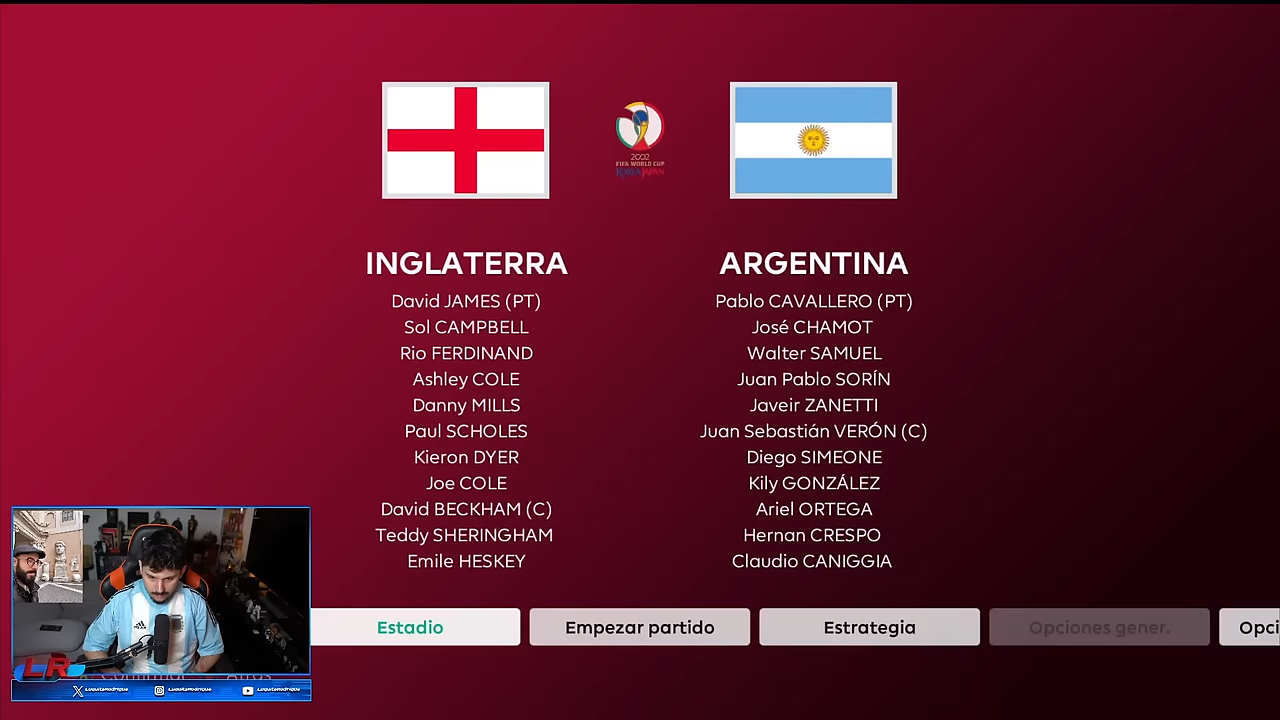 2002
FIFA WORLD CUP
KOREA JAPAN
INGLATERRA
David JAMES (PT)
Sol CAMPBELL
Rio FERDINAND
Ashley COLE
Danny MILLS
Paul SCHOLES
Kieron DYER
Joe COLE
David BECKHAM (C)
Teddy SHERINGHAM
Emile HESKEY
ARGENTINA
Pablo CAVALLERO (PT)
José CHAMOT
Walter SAMUEL
Juan Pablo SORÍN
Javeir ZANETTI
Juan Sebastián VERÓN (C)
Diego SIMEONE
Kily GONZÁLEZ
Ariel ORTEGA
Hernan CRESPO
Claudio CANIGGIA
Estadio
Empezar partido
Estrategia
Opciones gener.
Opci
LR